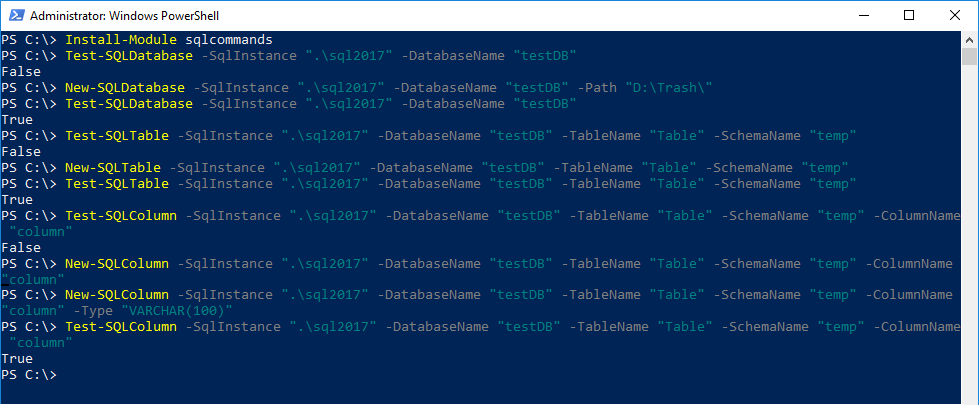 Administrator: Windows PowerShell
PS C:\> Install-Module sqlcommands
PS C:\> Test-SQLDatabase -SqlInstance ".\sql2017" -DatabaseName "testDB"
False
PS C:\> New-SQLDatabase -SqlInstance ".\sql2017" -DatabaseName "testDB" -Path "D:\Trash\"
PS C:\> Test-SQLDatabase -SqlInstance ".\sql2017" -DatabaseName "testDB"
True
PS C:\> Test-SQLTable -SqlInstance ".\sql2017" -DatabaseName "testDB" -TableName "Table" -SchemaName "temp"
False
PS C:\> New-SQLTable -SqlInstance ".\sql2017" -DatabaseName "testDB" -TableName "Table" -SchemaName "temp"
PS C:\> Test-SQLTable -SqlInstance ".\sql2017" -DatabaseName "testDB" -TableName "Table" -SchemaName "temp"
True
PS C:\> Test-SQLColumn -SqlInstance ".\sql2017" -DatabaseName "testDB" -TableName "Table" -SchemaName "temp" -ColumnName
"column"
False
PS C:\> New-SQLColumn -SqlInstance ".\sql2017" -DatabaseName "testDB" -TableName "Table" -SchemaName "temp" -ColumnName
"column"
PS C:\> New-SQLColumn -SqlInstance ".\sql2017" -DatabaseName "testDB" -TableName "Table" -SchemaName "temp" -ColumnName
"column" -Type "VARCHAR(100)"
PS C:\> Test-SQLColumn -SqlInstance ".\sql2017" -DatabaseName "testDB" -TableName "Table" -SchemaName "temp" -ColumnName
"column"
True
PS C:\>